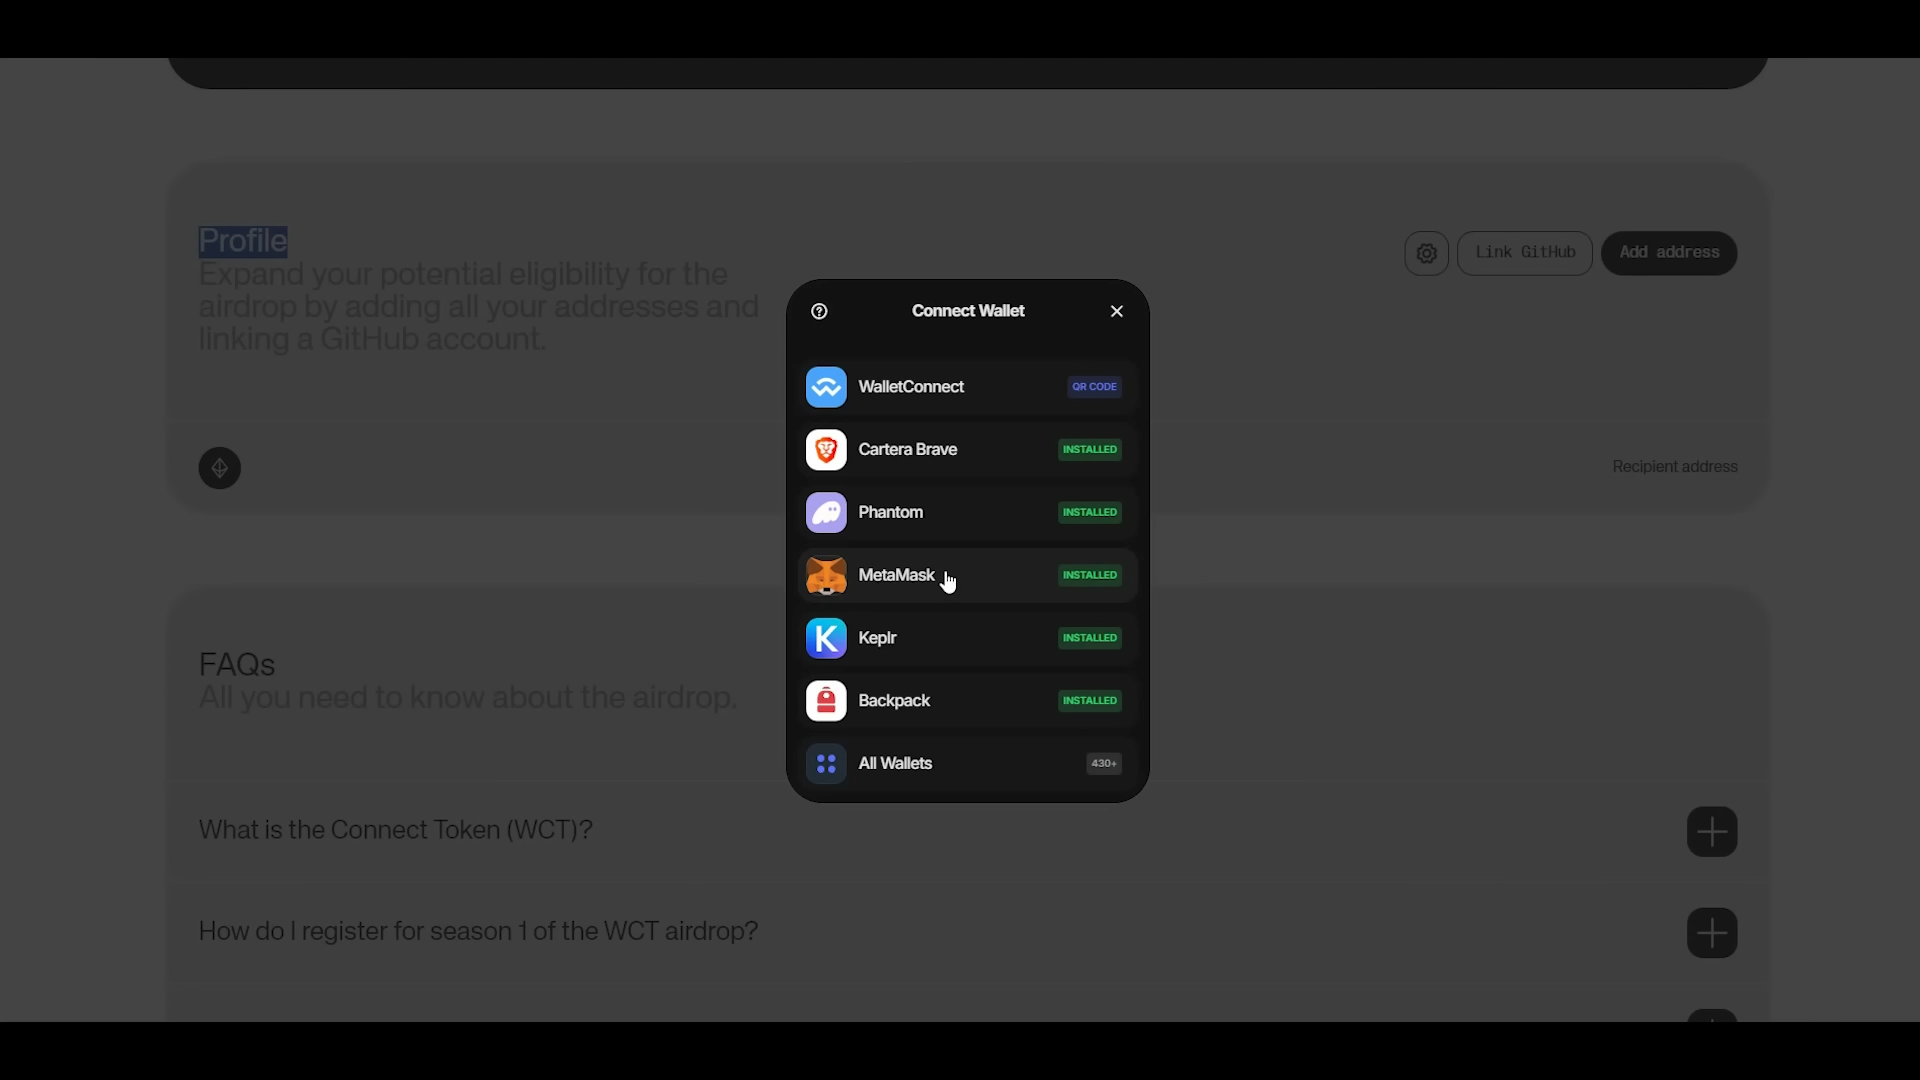 Profile
Expand your potential eligibility for the
airdrop by adding all your addresses and
linking a GitHub account.
Link GitHub
Add address
Recipient address
Connect Wallet
WalletConnect
QR CODE
Cartera Brave
INSTALLED
Phantom
INSTALLED
MetaMask
INSTALLED
Keplr
INSTALLED
Backpack
INSTALLED
All Wallets
430+
FAQs
All you need to know about the airdrop.
What is the Connect Token (WCT)?
How do I register for season 1 of the WCT airdrop?